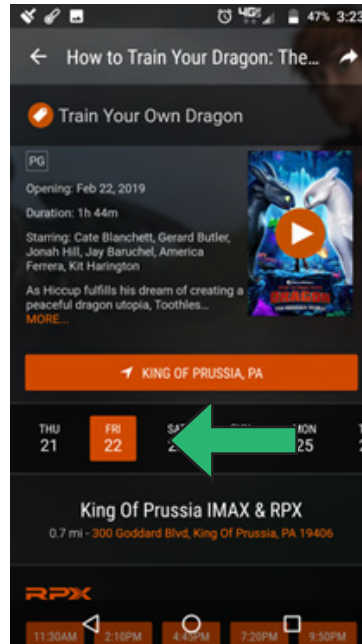 4G
47% 3:23
How to Train Your Dragon: The...
Train Your Own Dragon
PG
Opening: Feb 22, 2019
Duration: 1h 44m
Starring: Cate Blanchett, Gerard Butler,
Jonah Hill, Jay Baruchel, America
Ferrera, Kit Harington
As Hiccup fulfills his dream of creating a
peaceful dragon utopia, Toothles...
MORE...
DRAGON
KING OF PRUSSIA, PA
THU FRI MON
21 22 25
King Of Prussia IMAX & RPX
0.7 mi - 300 Goddard Blvd, King Of Prussia, PA 19406
RPX
11:30AM 2:10PM 4:45PM 7:20PM 9:50PM